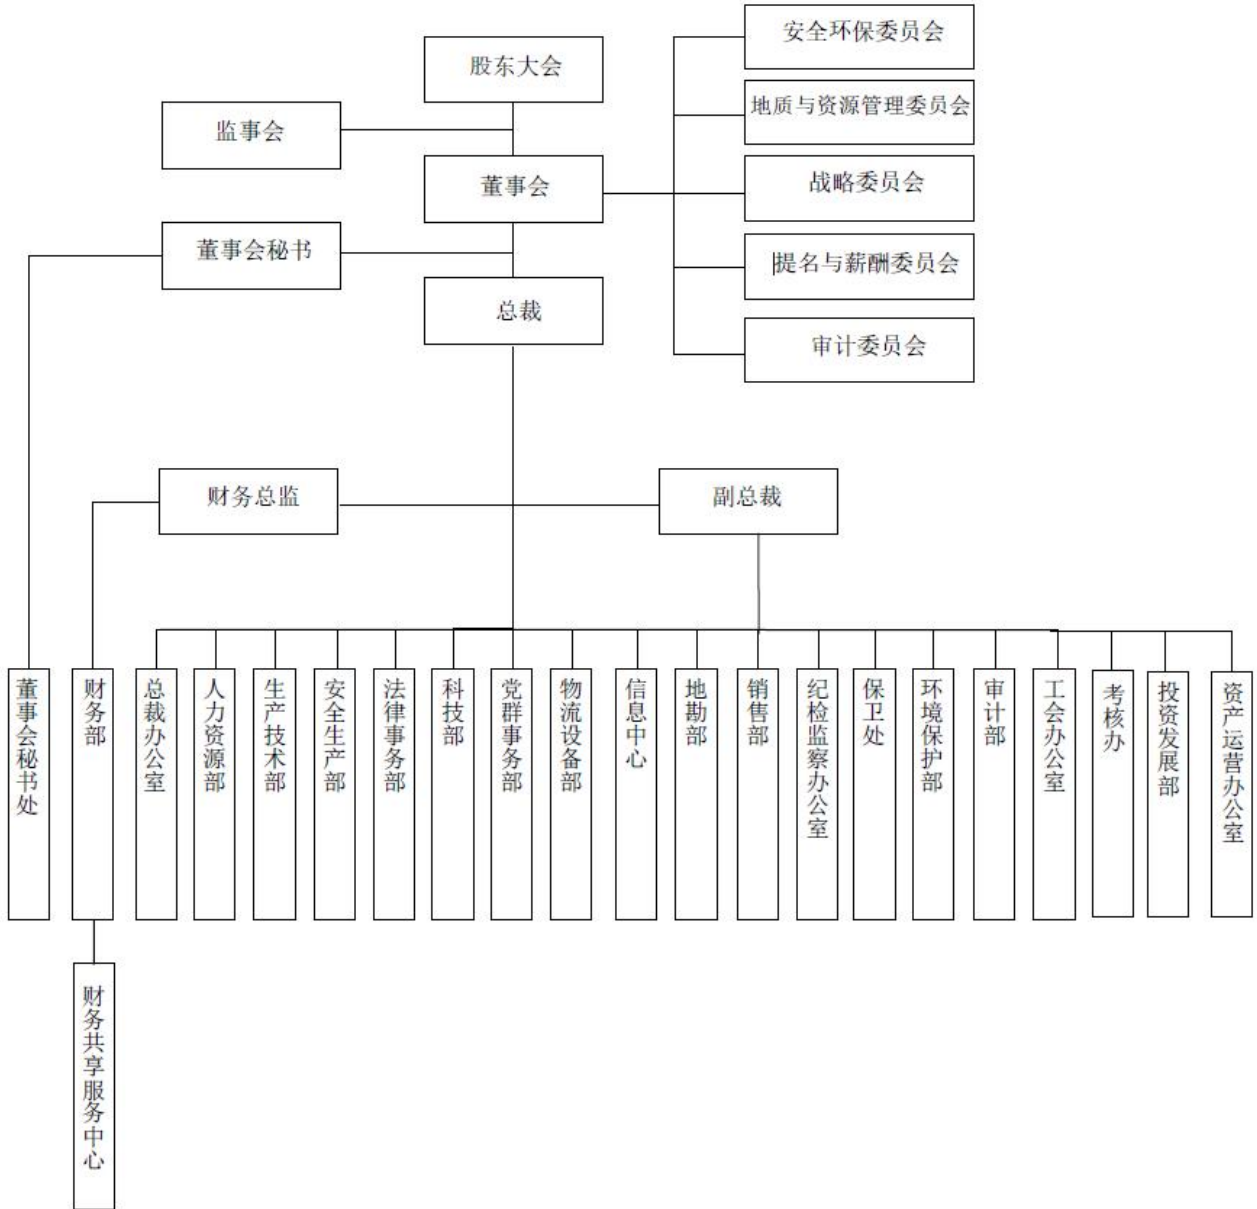 安全环保委员会
股东大会
地质与资源管理委员会
监事会
董事会
战略委员会
董事会秘书
提名与薪酬委员会
总裁
审计委员会
财务总监
副总裁
董事会秘书处
财务部
总裁办公室
人力资源部
生产技术部
安全生产部
法律事务部
科技部
党群事务部
物流设备部
信息中心
地勘部
销售部
纪检监察办公室
保卫处
环境保护部
审计部
工会办公室
考核办
投资发展部
资产运营办公室
财务共享服务中心